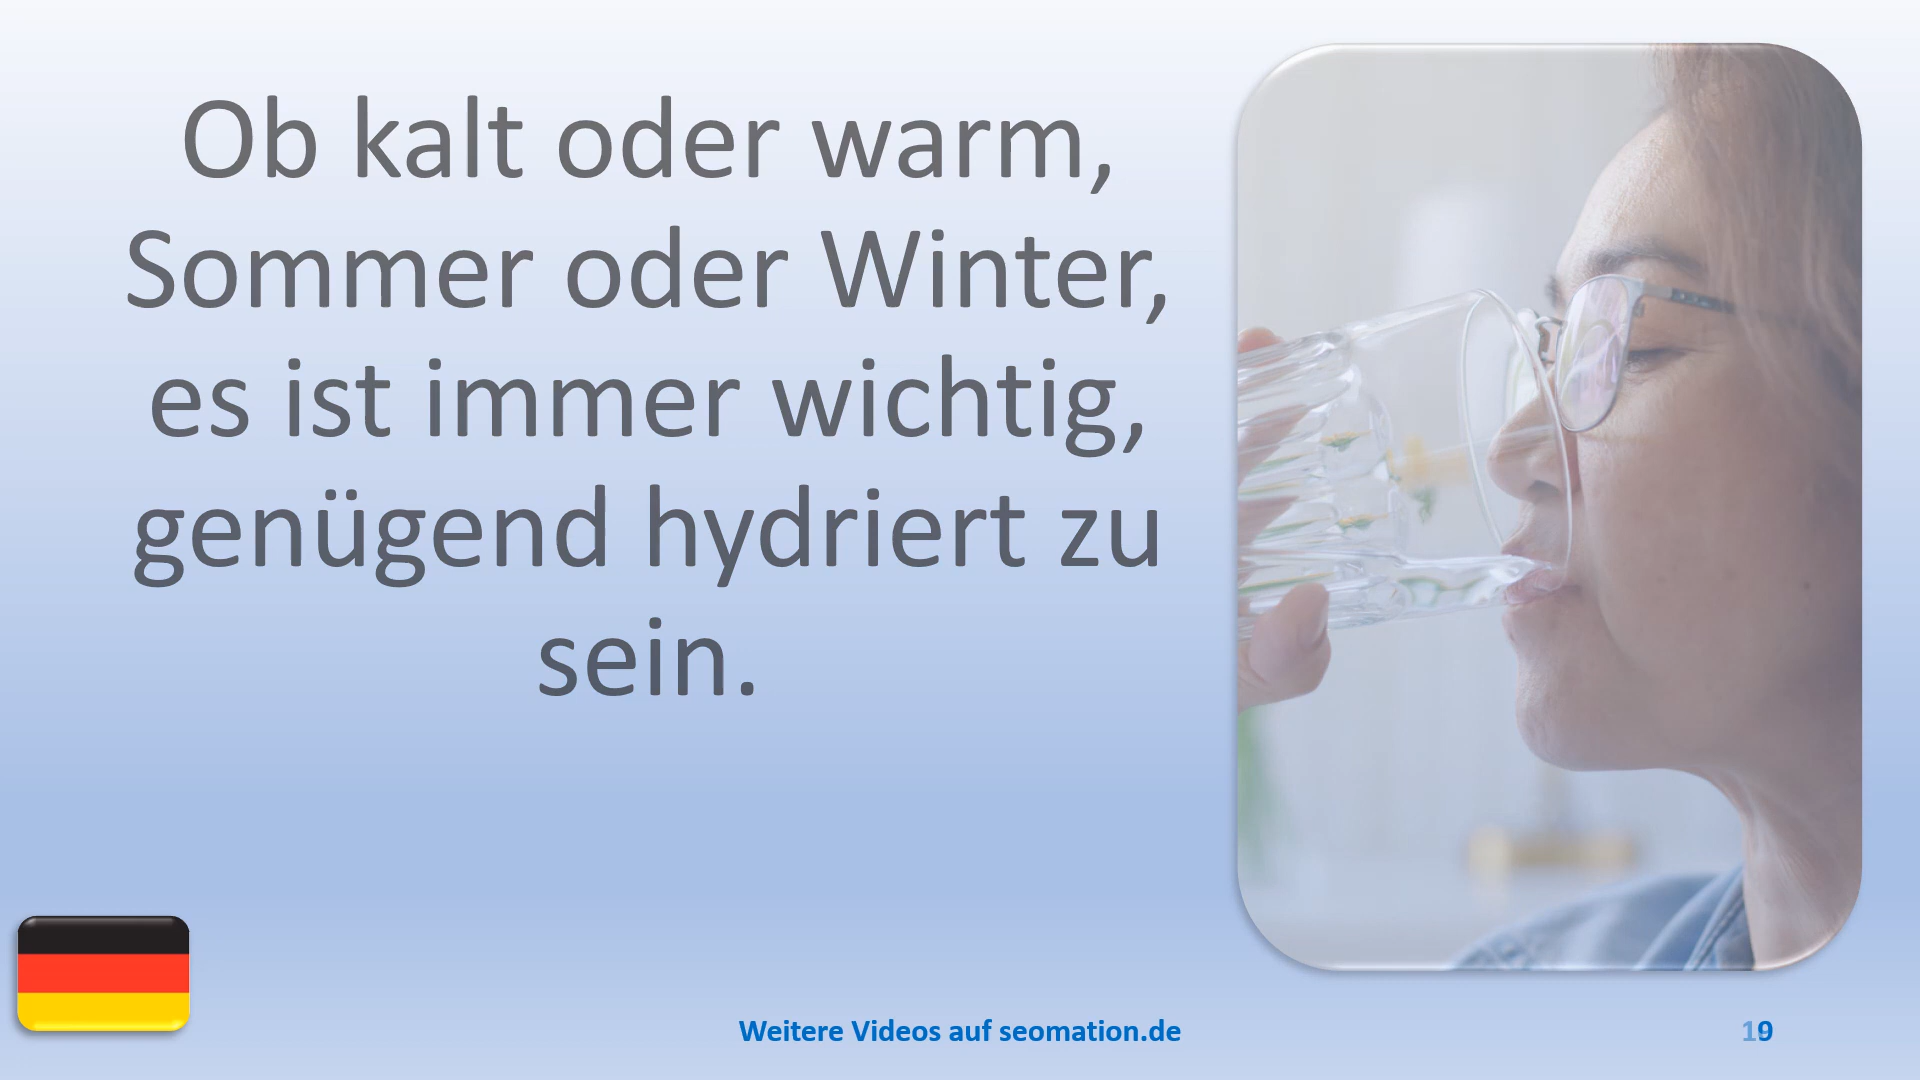 Ob kalt oder warm,
Sommer oder Winter,
es ist immer wichtig,
genügend hydriert zu
sein.
Weitere Videos auf seomation.de
19